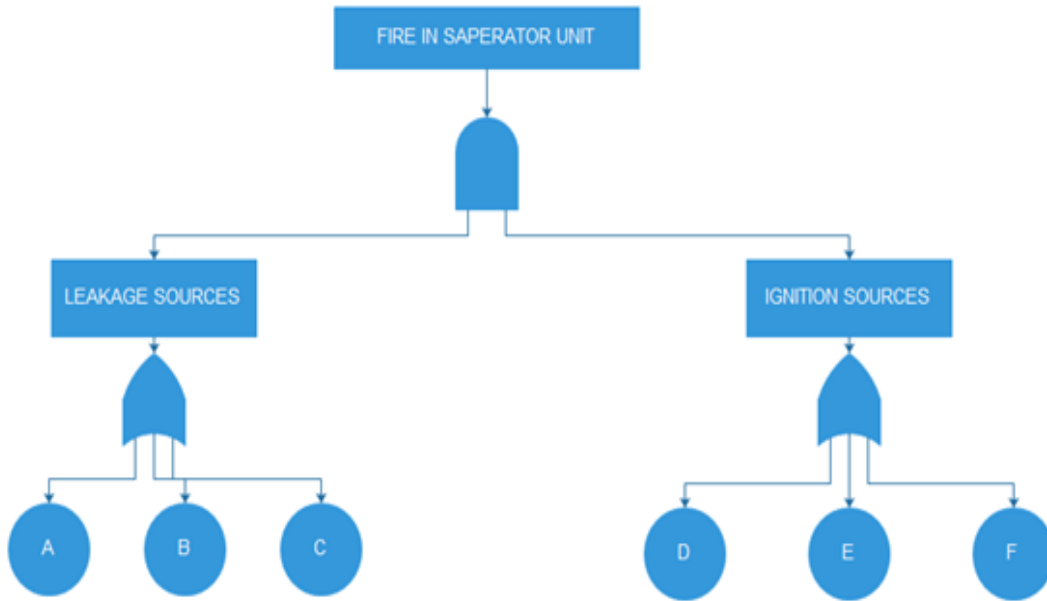 FIRE IN SAPERATOR UNIT
LEAKAGE SOURCES
IGNITION SOURCES
A
B
C
D
E
F